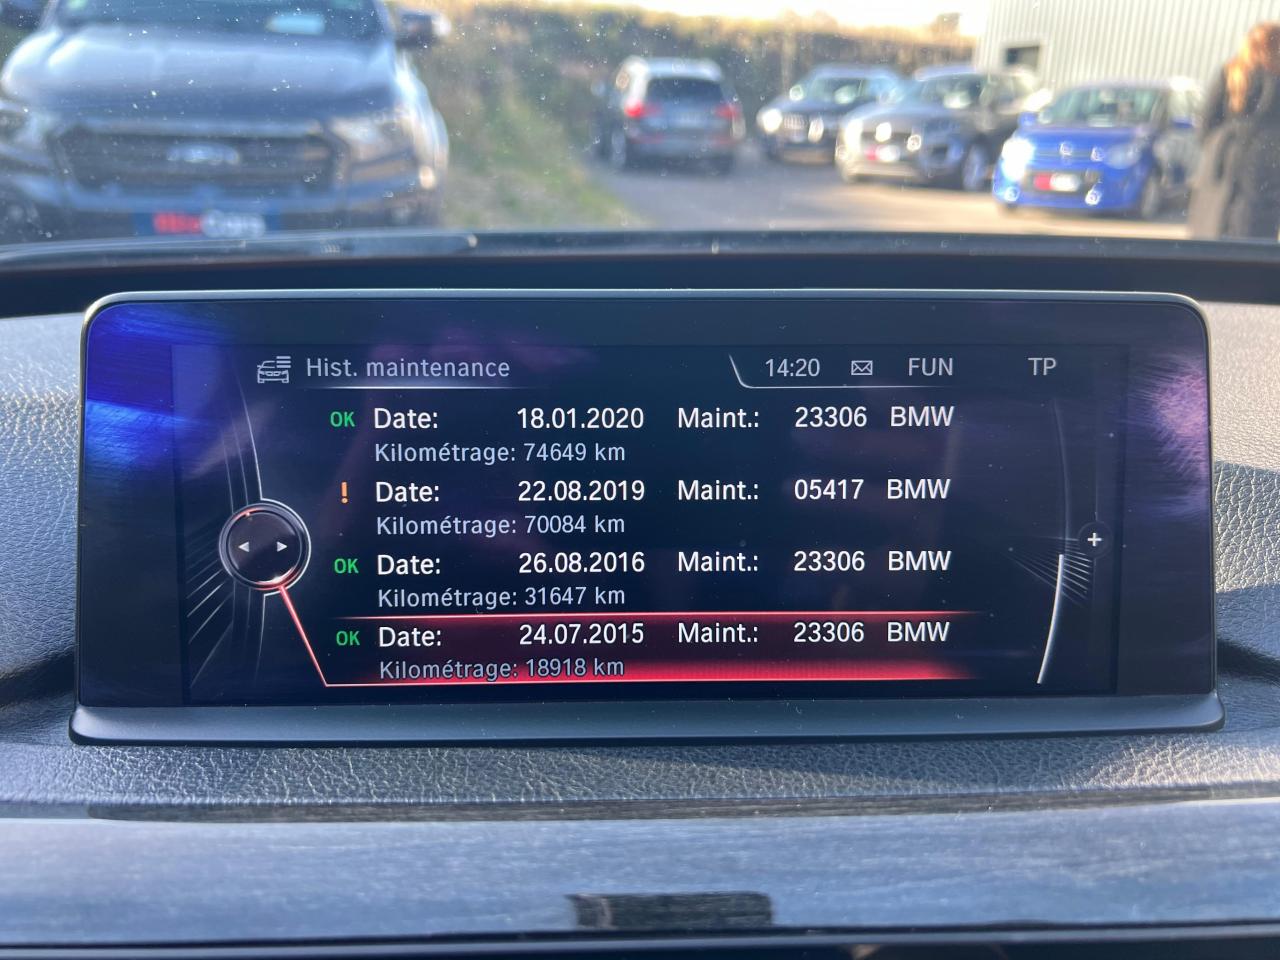 Hist. maintenance 14:20 FUN TP
OK Date: 18.01.2020 Maint.: 23306 BMW
Kilométrage: 74649 km
! Date: 22.08.2019 Maint.: 05417 BMW
Kilométrage: 70084 km
OK Date: 26.08.2016 Maint.: 23306 BMW
Kilométrage: 31647 km
OK Date: 24.07.2015 Maint.: 23306 BMW
Kilométrage: 18918 km
+